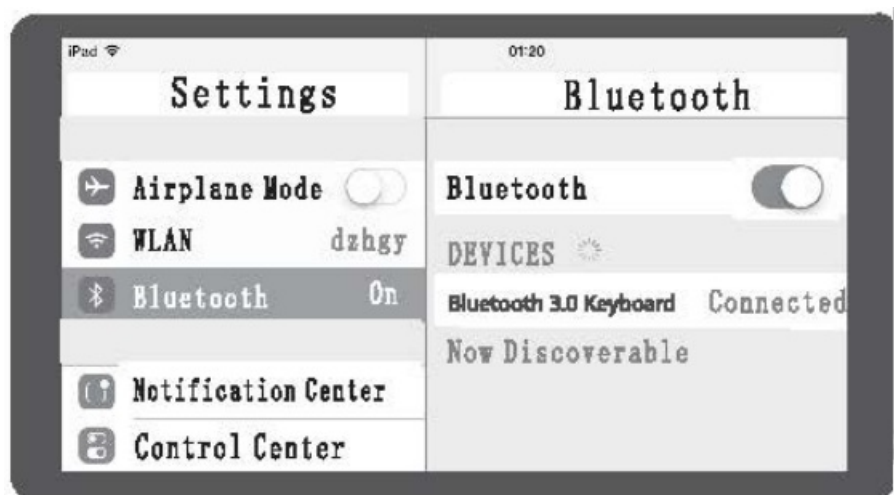 iPad
01:20
Settings
Bluetooth
Airplane Mode
WLAN dzhgy
Bluetooth On
Notification Center
Control Center
Bluetooth
DEVICES
Bluetooth 3.0 Keyboard Connected
Now Discoverable